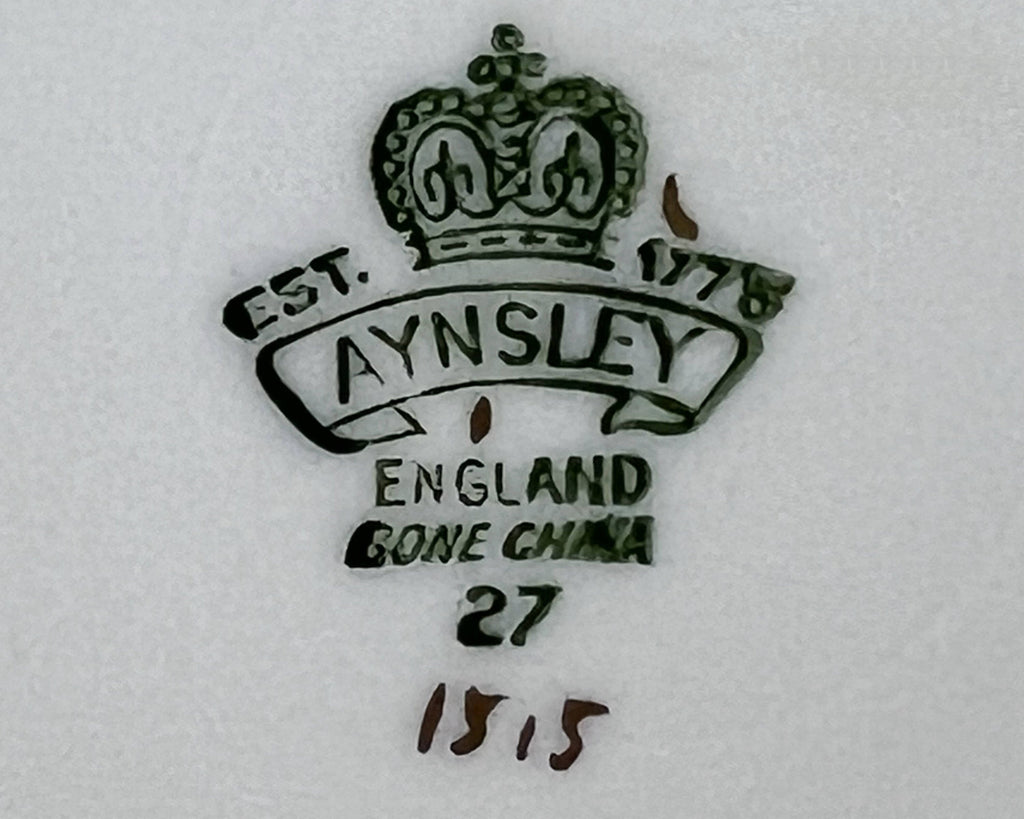 EST. 1775
AYNSLEY
ENGLAND
BONE CHINA
27
1515